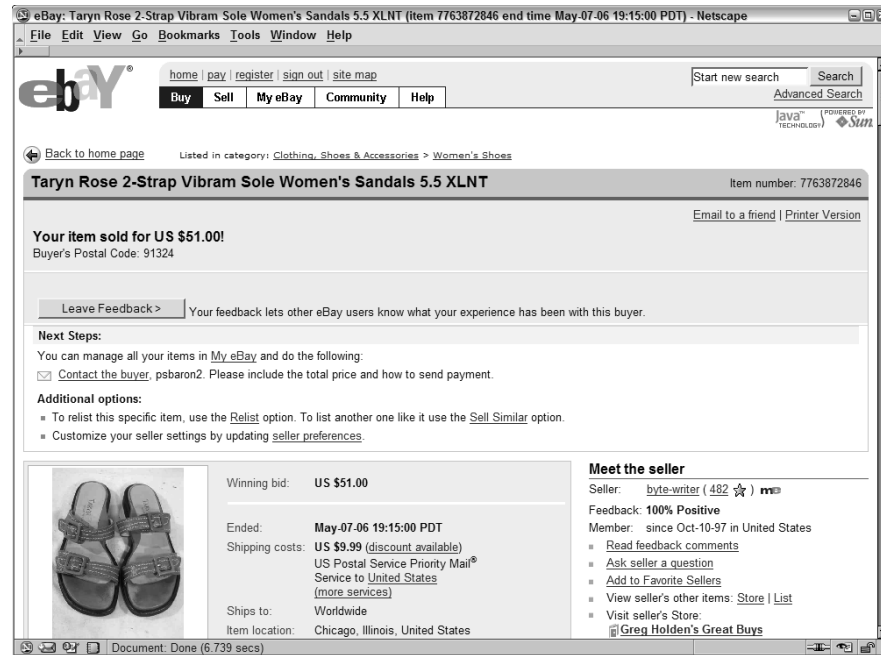 eBay: Taryn Rose 2-Strap Vibram Sole Women's Sandals 5.5 XLNT (item 7763872846 end time May-07-06 19:15:00 PDT) - Netscape
File Edit View Go Bookmarks Tools Window Help
ebaY®
home | pay | register | sign out | site map
Buy Sell My eBay Community Help
Start new search Search
Advanced Search
Java™ TECHNOLOGY POWERED BY Sun
Back to home page Listed in category: Clothing, Shoes & Accessories > Women's Shoes
Taryn Rose 2-Strap Vibram Sole Women's Sandals 5.5 XLNT Item number: 7763872846
Email to a friend | Printer Version
Your item sold for US $51.00!
Buyer's Postal Code: 91324
Leave Feedback > Your feedback lets other eBay users know what your experience has been with this buyer.
Next Steps:
You can manage all your items in My eBay and do the following:
Contact the buyer, psbaron2. Please include the total price and how to send payment.
Additional options:
To relist this specific item, use the Relist option. To list another one like it use the Sell Similar option.
Customize your seller settings by updating seller preferences.
Winning bid: US $51.00
Ended: May-07-06 19:15:00 PDT
Shipping costs: US $9.99 (discount available)
US Postal Service Priority Mail®
Service to United States
(more services)
Ships to: Worldwide
Item location: Chicago, Illinois, United States
Meet the seller
Seller: byte-writer ( 482 ) me
Feedback: 100% Positive
Member: since Oct-10-97 in United States
Read feedback comments
Ask seller a question
Add to Favorite Sellers
View seller's other items: Store | List
Visit seller's Store:
Greg Holden's Great Buys
Document: Done (6.739 secs)